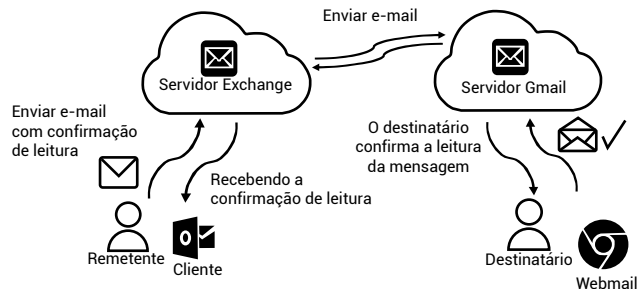 Enviar e-mail
Servidor Exchange
Servidor Gmail
Enviar e-mail
com confirmação
de leitura
O destinatário
confirma a leitura
da mensagem
Recebendo a
confirmação de leitura
Remetente
Cliente
Destinatário
Webmail